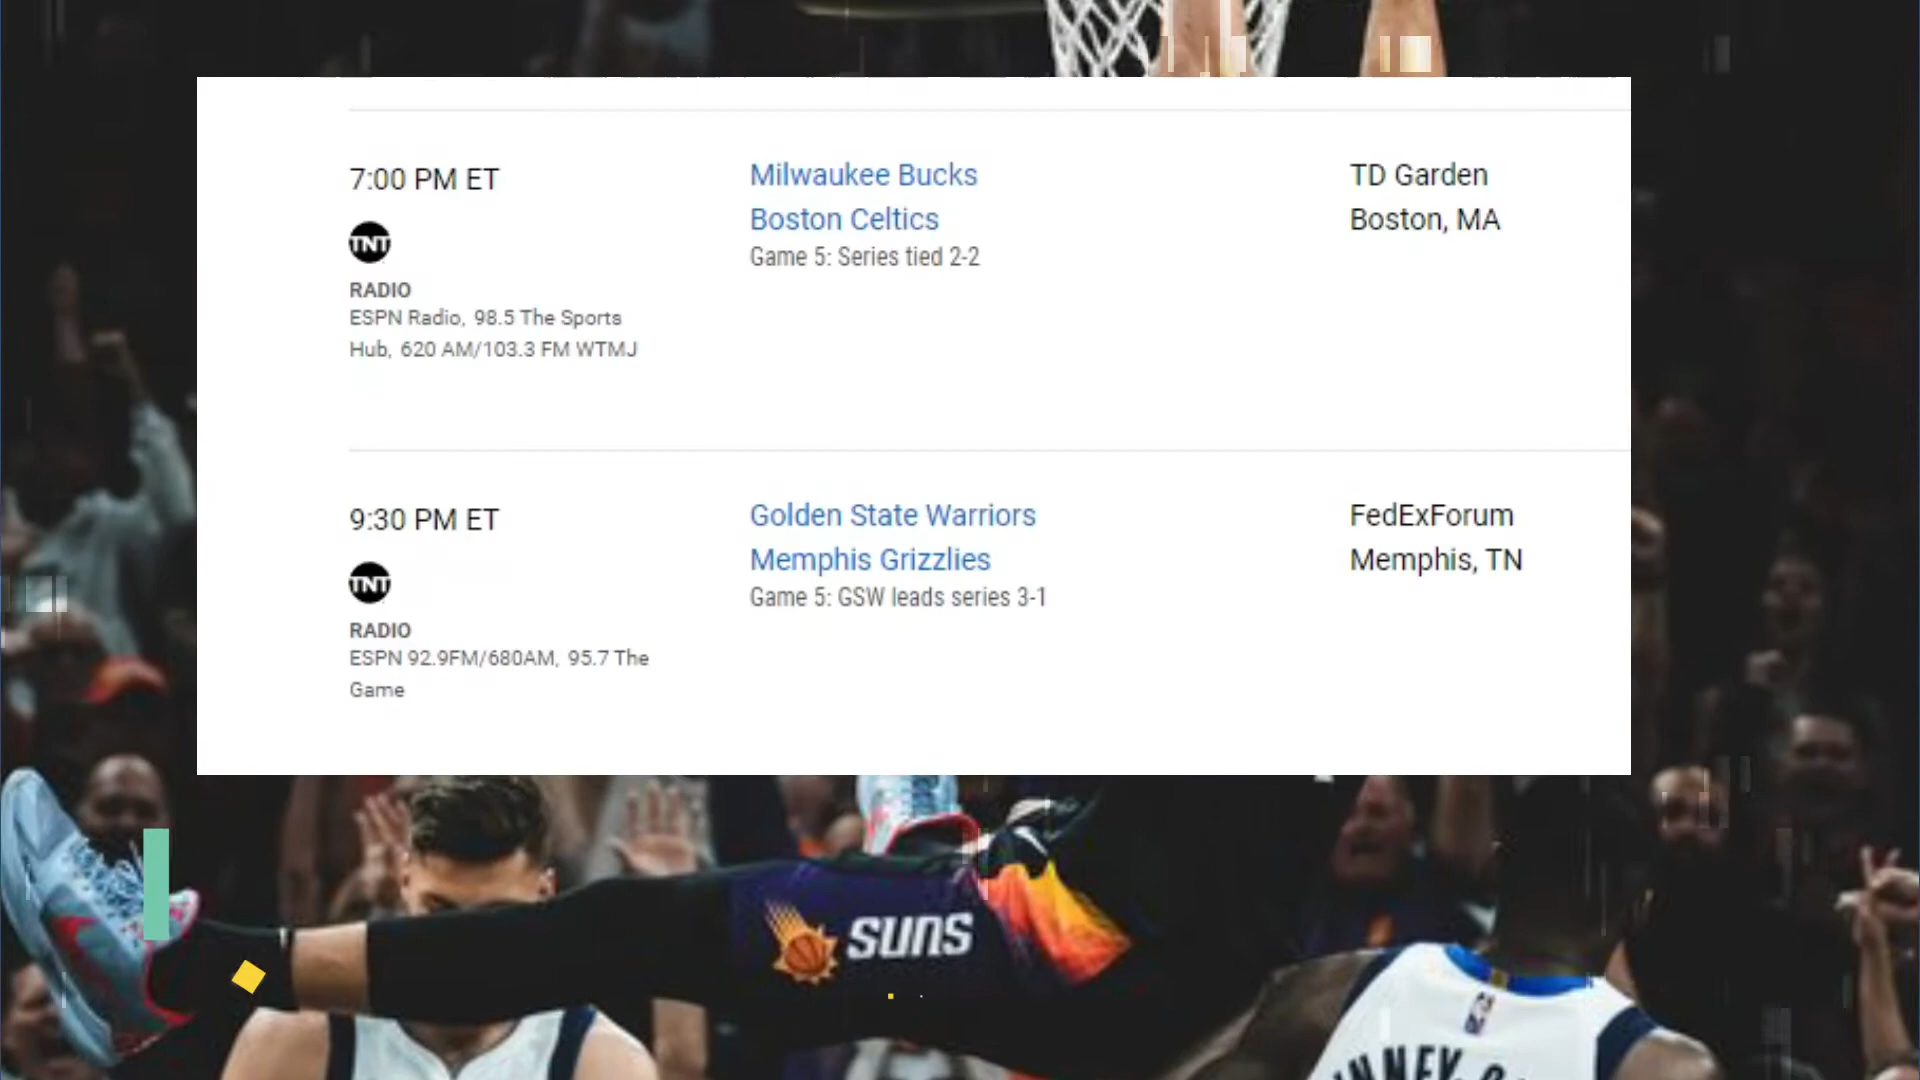 7:00 PM ET
TNT
RADIO
ESPN Radio, 98.5 The Sports
Hub, 620 AM/103.3 FM WTMJ
Milwaukee Bucks
Boston Celtics
Game 5: Series tied 2-2
TD Garden
Boston, MA
9:30 PM ET
TNT
RADIO
ESPN 92.9FM/680AM, 95.7 The
Game
Golden State Warriors
Memphis Grizzlies
Game 5: GSW leads series 3-1
FedExForum
Memphis, TN
SUNS